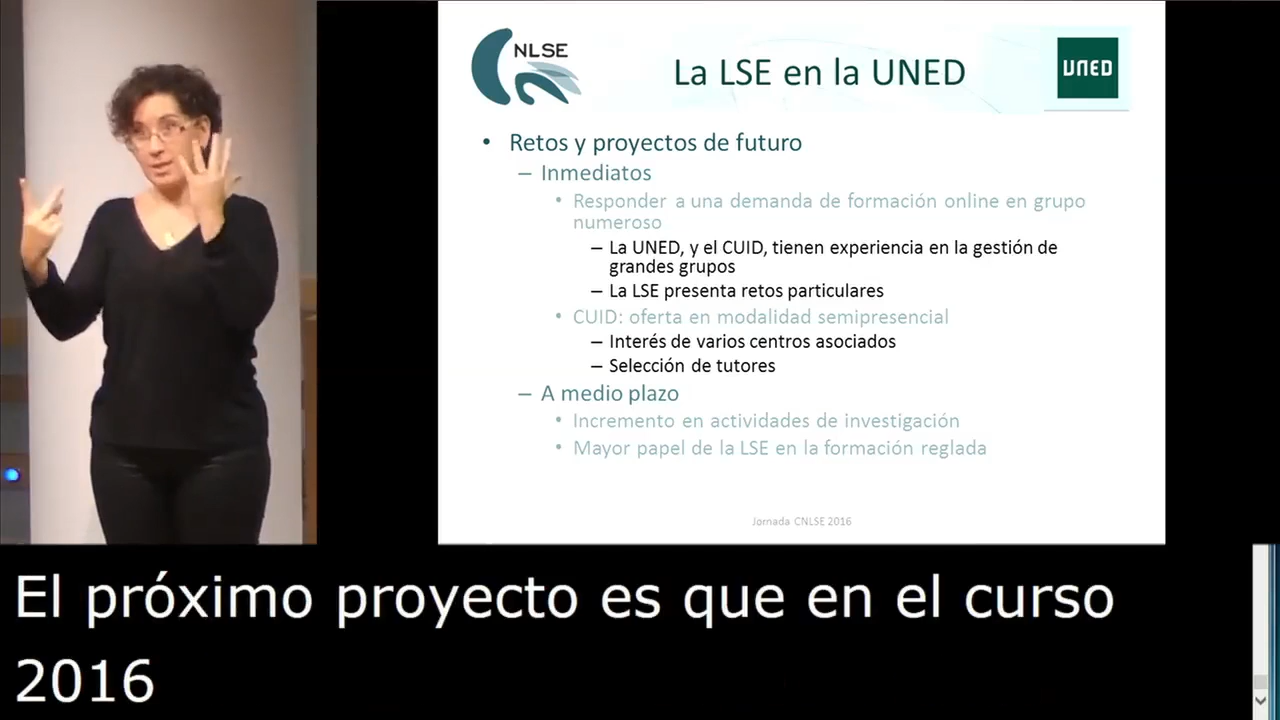 CNLSE
La LSE en la UNED
UNED
• Retos y proyectos de futuro
– Inmediatos
• Responder a una demanda de formación online en grupo
numeroso
– La UNED, y el CUID, tienen experiencia en la gestión de
grandes grupos
– La LSE presenta retos particulares
• CUID: oferta en modalidad semipresencial
– Interés de varios centros asociados
– Selección de tutores
– A medio plazo
• Incremento en actividades de investigación
• Mayor papel de la LSE en la formación reglada
Jornada CNLSE 2016
El próximo proyecto es que en el curso
2016